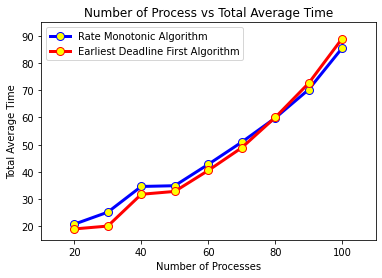 Number of Process vs Total Average Time
Rate Monotonic Algorithm
Earliest Deadline First Algorithm
Total Average Time
90
80
70
60
50
40
30
20
20 40 60 80 100
Number of Processes